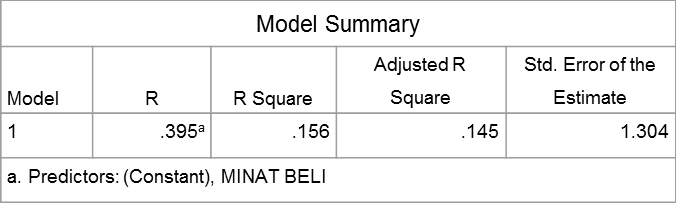 Model Summary
Model R R Square Adjusted R Square Std. Error of the Estimate
1 .395a .156 .145 1.304
a. Predictors: (Constant), MINAT BELI